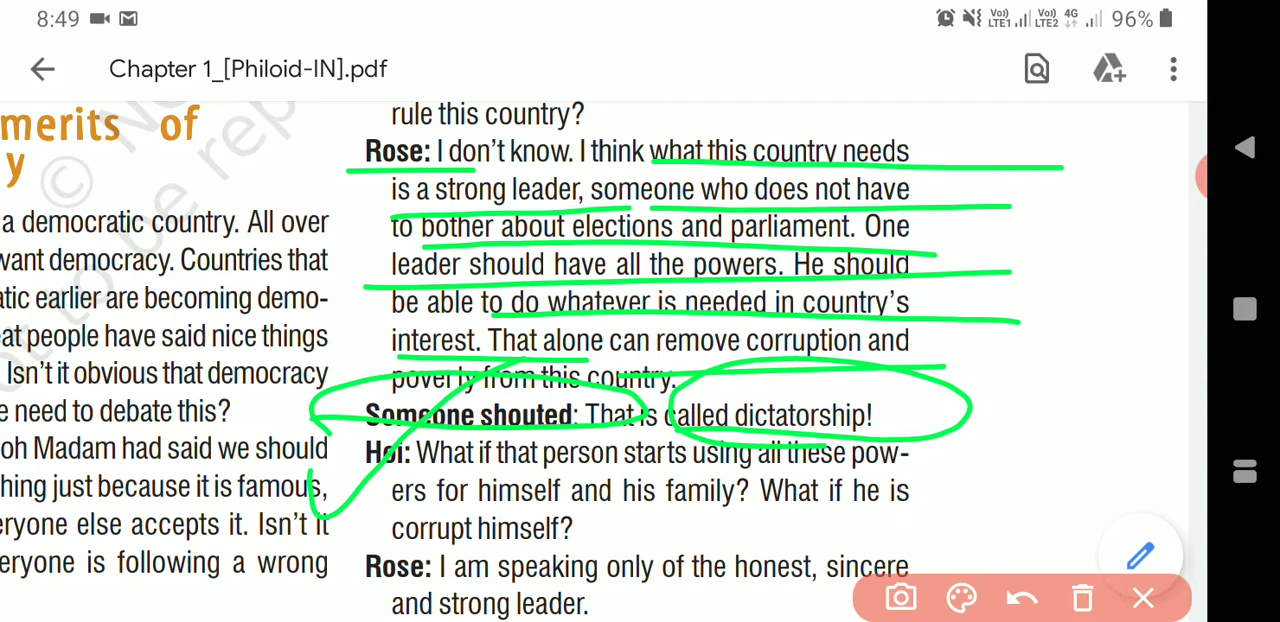 8:49
Vo)) LTE1 Vo)) LTE2 4G 96%
Chapter 1_[Philoid-IN].pdf
merits of
y
a democratic country. All over
want democracy. Countries that
atic earlier are becoming demo-
eat people have said nice things
Isn't it obvious that democracy
e need to debate this?
oh Madam had said we should
hing just because it is famous,
eryone else accepts it. Isn't it
eryone is following a wrong
rule this country?
Rose: I don't know. I think what this country needs
is a strong leader, someone who does not have
to bother about elections and parliament. One
leader should have all the powers. He should
be able to do whatever is needed in country's
interest. That alone can remove corruption and
poverty from this country.
Someone shouted: That is called dictatorship!
Hoi: What if that person starts using all these pow-
ers for himself and his family? What if he is
corrupt himself?
Rose: I am speaking only of the honest, sincere
and strong leader.